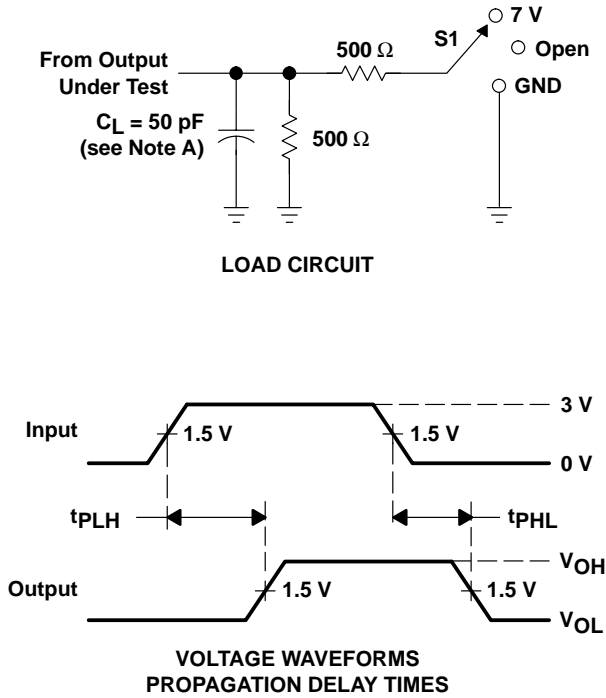 7 V
S1
Open
GND
500 Ω
From Output
Under Test
CL = 50 pF
(see Note A)
500 Ω
LOAD CIRCUIT
3 V
Input
1.5 V
1.5 V
0 V
tPLH
tPHL
VOH
Output
1.5 V
1.5 V
VOL
VOLTAGE WAVEFORMS
PROPAGATION DELAY TIMES